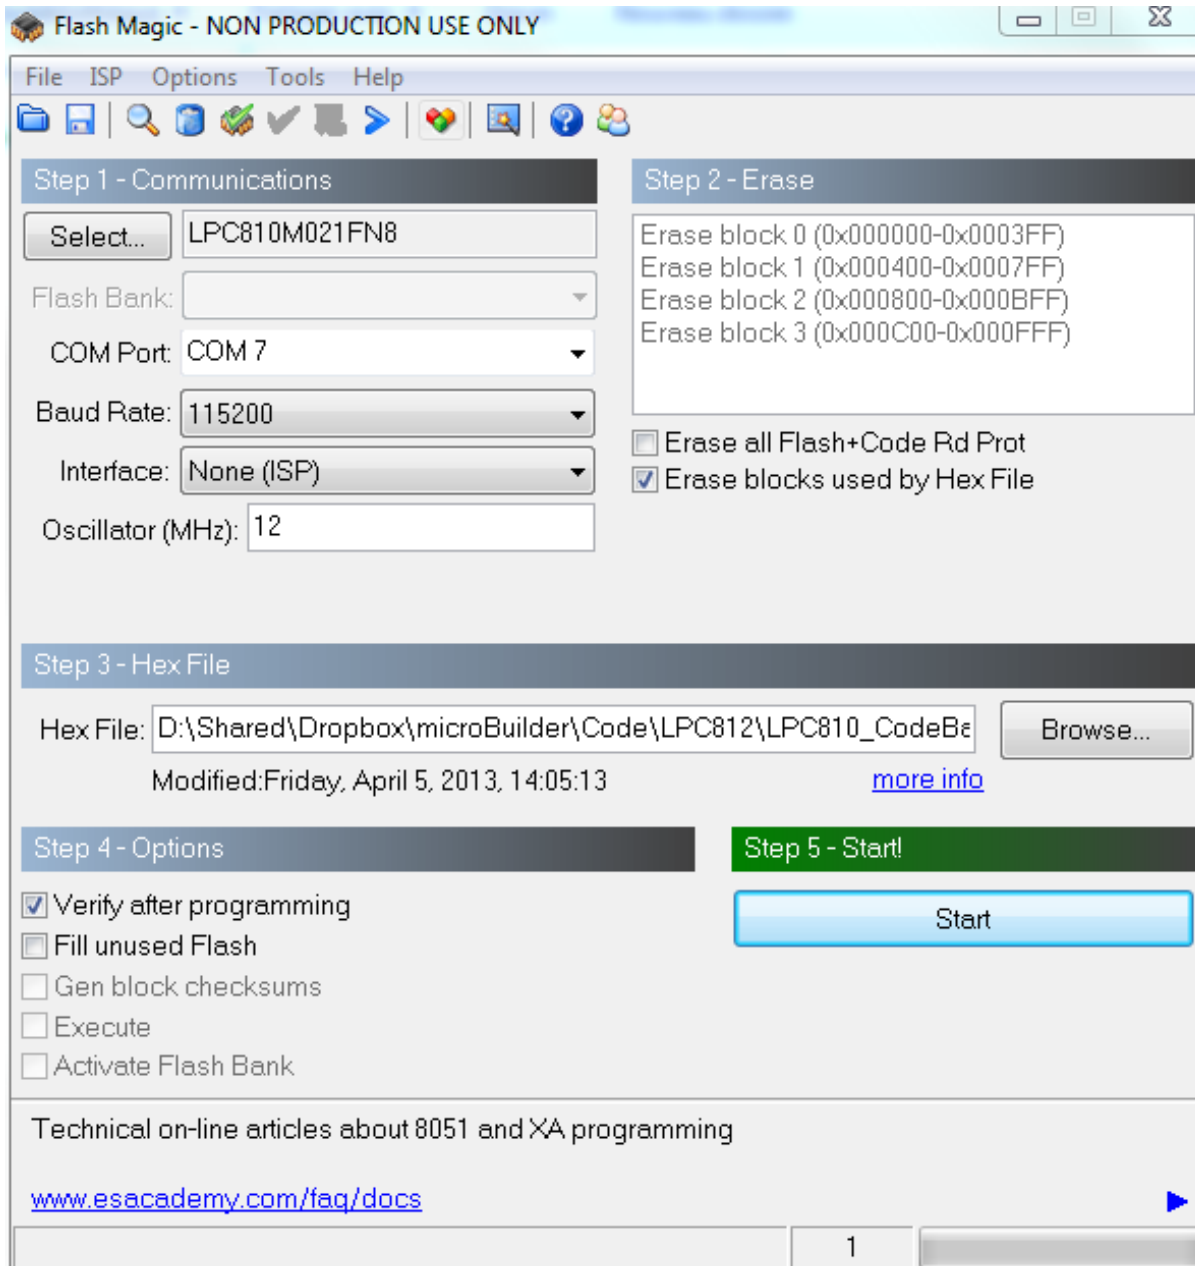 Flash Magic - NON PRODUCTION USE ONLY
File ISP Options Tools Help
Step 1 - Communications
Select... LPC810M021FN8
Flash Bank:
COM Port: COM 7
Baud Rate: 115200
Interface: None (ISP)
Oscillator (MHz): 12
Step 2 - Erase
Erase block 0 (0x000000-0x0003FF)
Erase block 1 (0x000400-0x0007FF)
Erase block 2 (0x000800-0x000BFF)
Erase block 3 (0x000C00-0x000FFF)
Erase all Flash+Code Rd Prot
Erase blocks used by Hex File
Step 3 - Hex File
Hex File: D:\Shared\Dropbox\microBuilder\Code\LPC812\LPC810_CodeBa Browse...
Modified:Friday, April 5, 2013, 14:05:13 more info
Step 4 - Options
Verify after programming
Fill unused Flash
Gen block checksums
Execute
Activate Flash Bank
Step 5 - Start!
Start
Technical on-line articles about 8051 and XA programming
www.esacademy.com/faq/docs
1